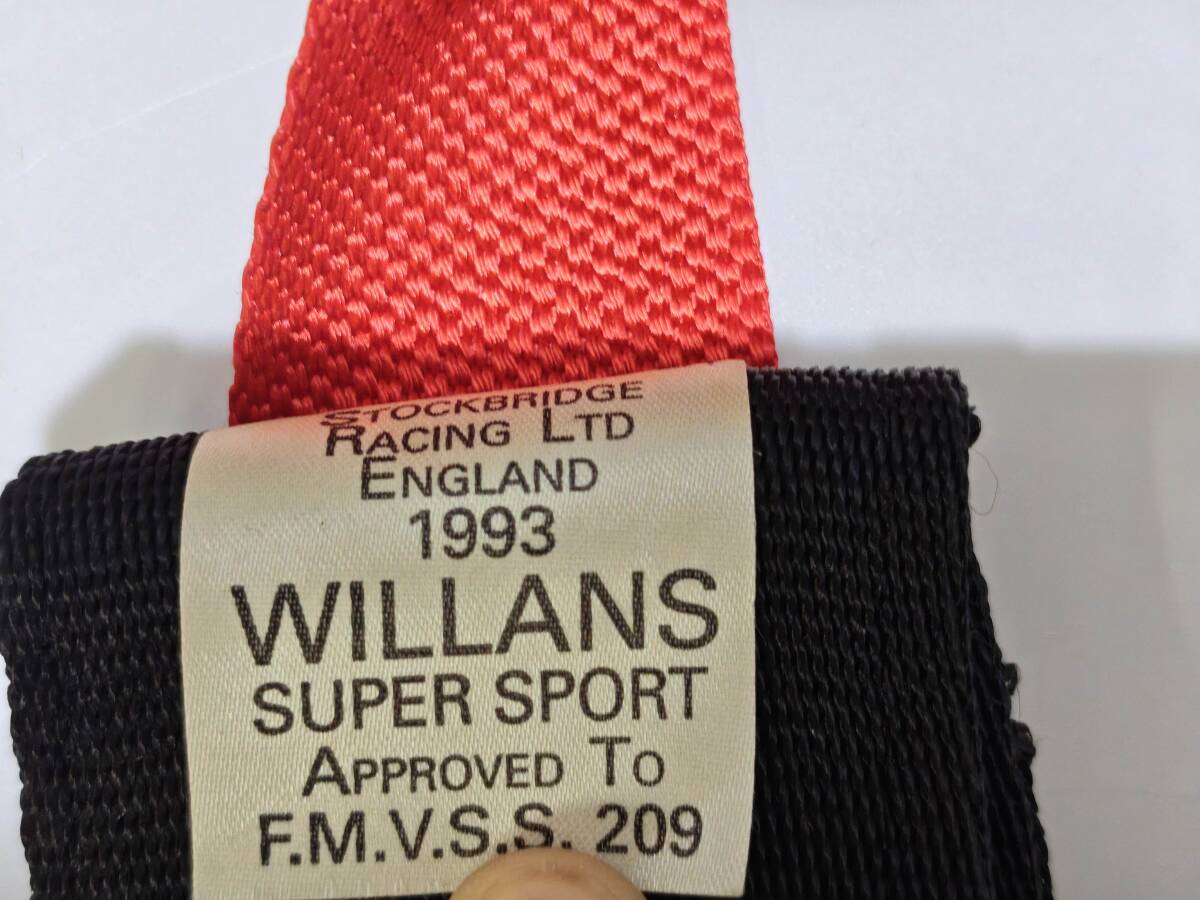 STOCKBRIDGE
RACING LTD
ENGLAND
1993
WILLANS
SUPER SPORT
APPROVED TO
F.M.V.S.S. 209